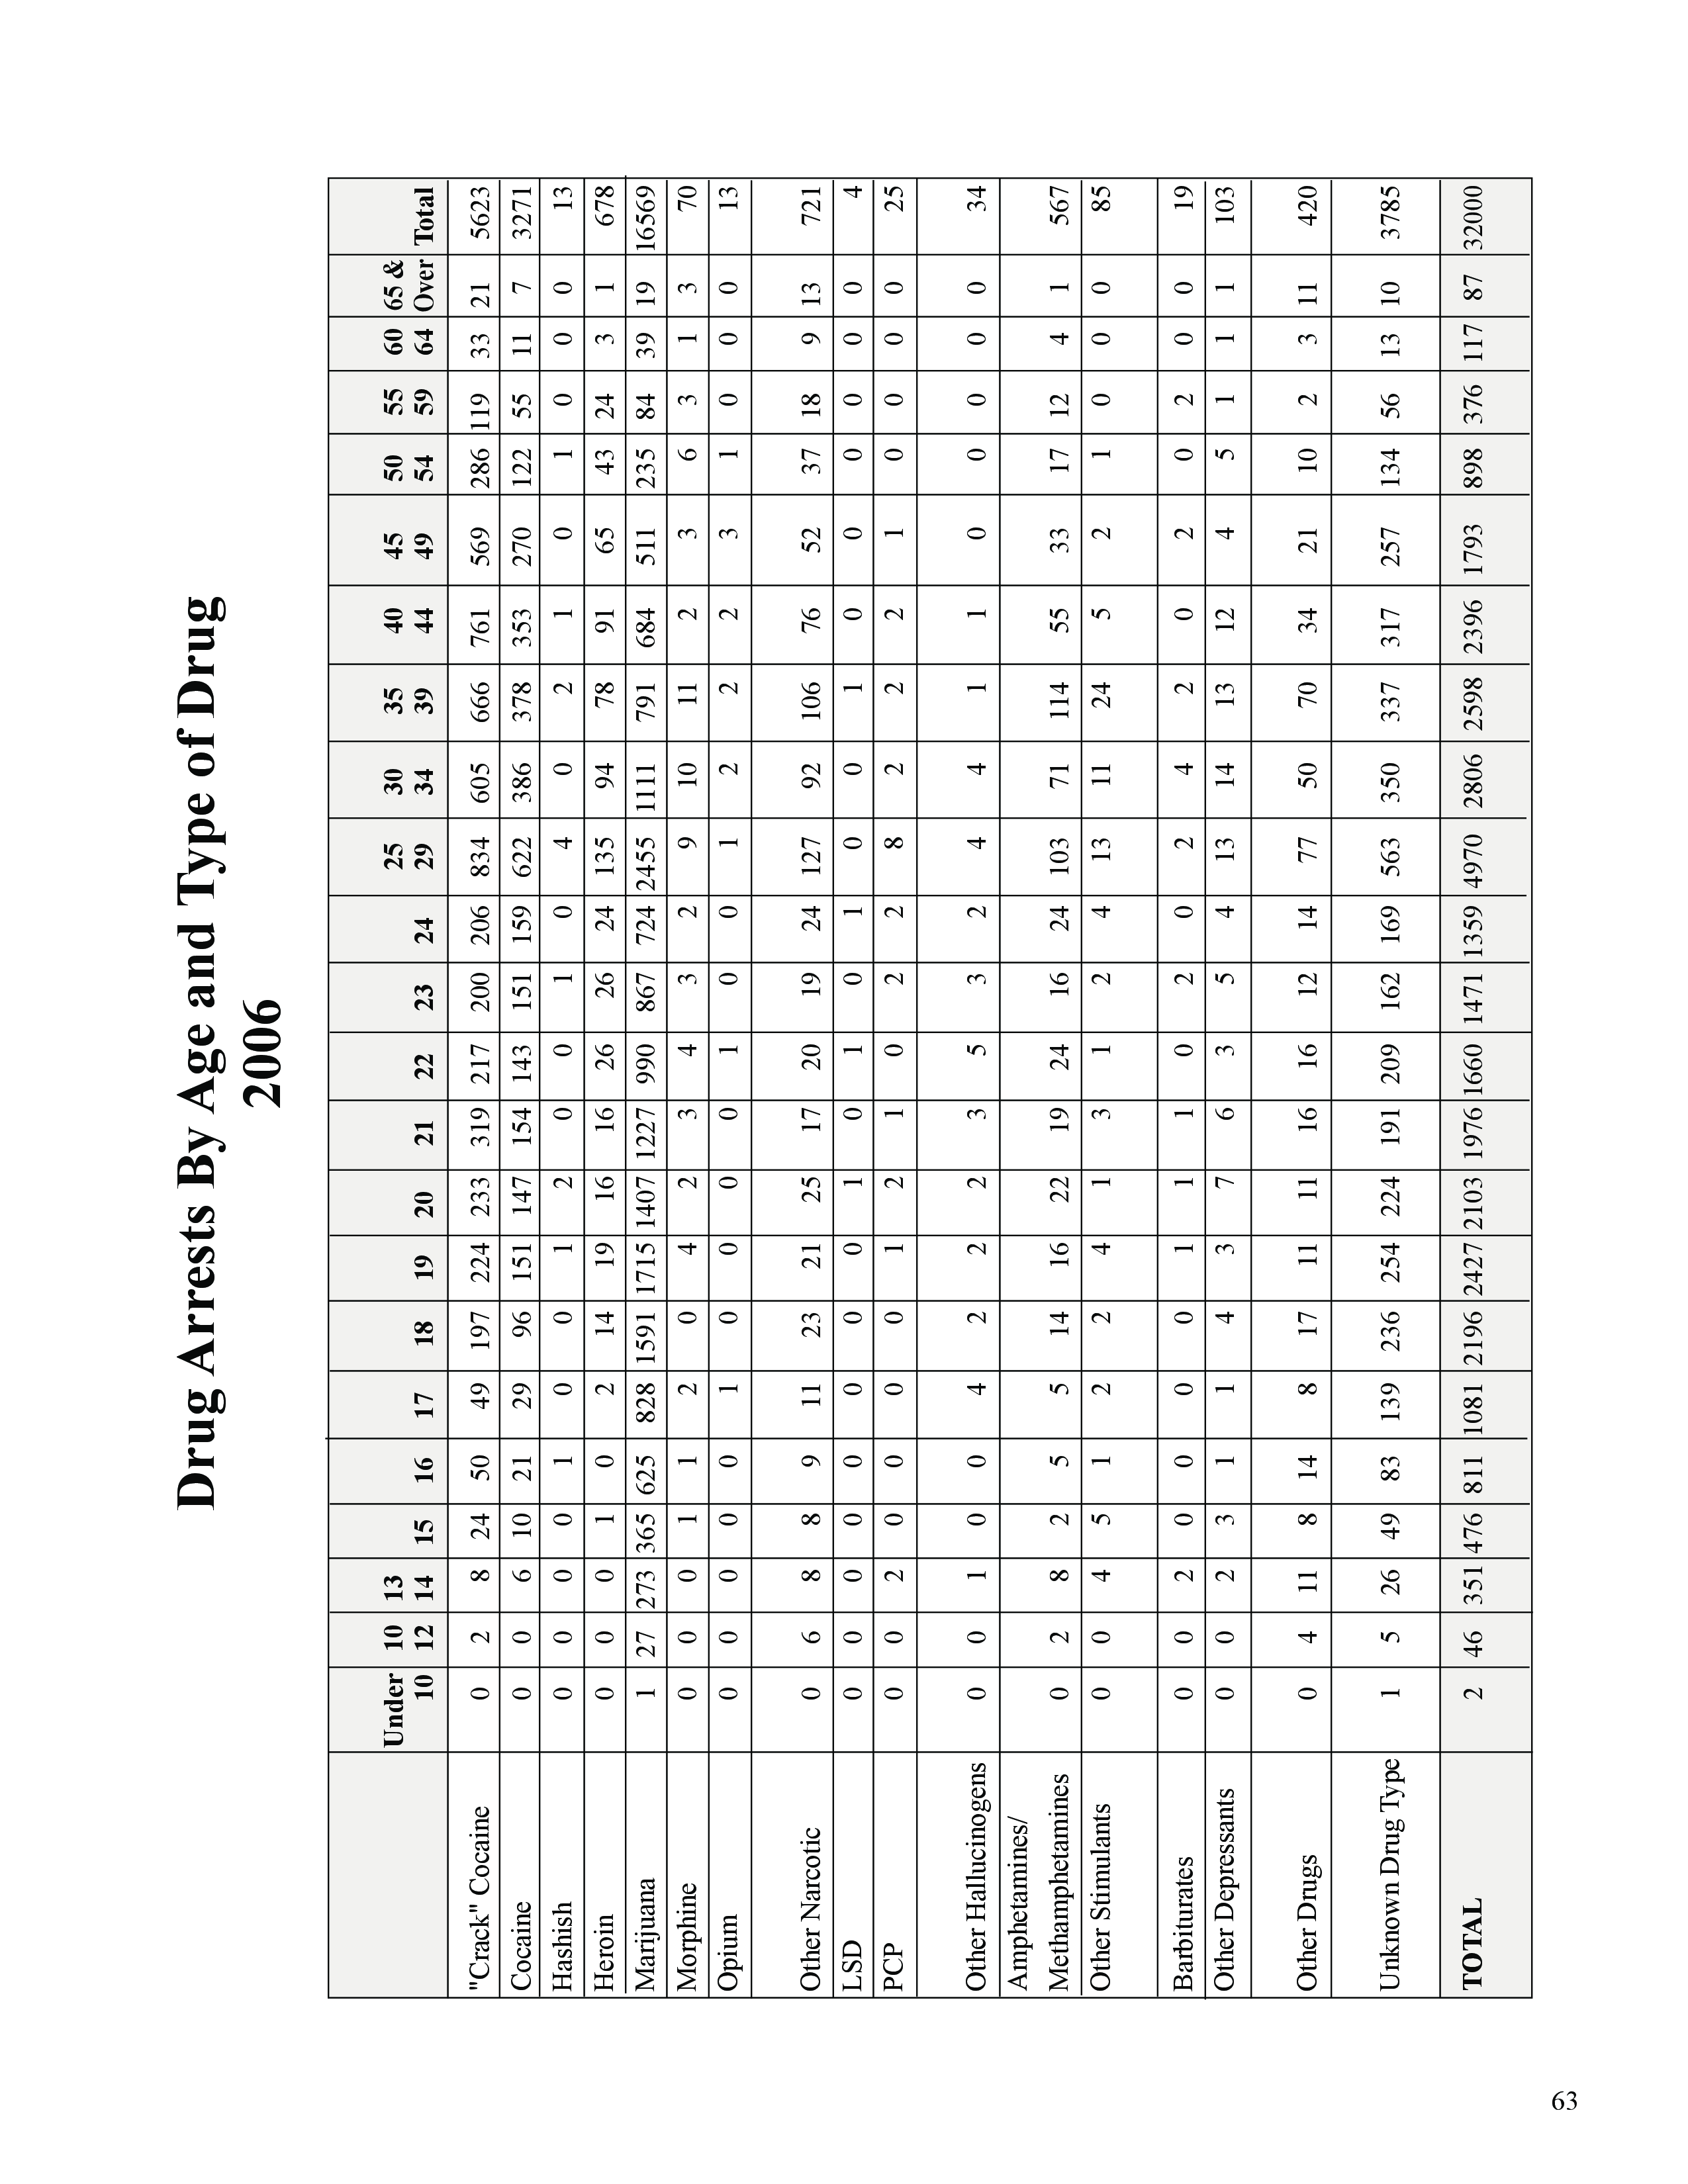 Drug Arrests By Age and Type of Drug
2006
Under 10 13 25 30 35 40 45 50 55 60 65 &
10 12 14 15 16 17 18 19 20 21 22 23 24 29 34 39 44 49 54 59 64 Over Total
"Crack" Cocaine 0 2 8 24 50 49 197 224 233 319 217 200 206 834 605 666 761 569 286 119 33 21 5623
Cocaine 0 0 6 10 21 29 96 151 147 154 143 151 159 622 386 378 353 270 122 55 11 7 3271
Hashish 0 0 0 0 1 0 0 1 2 0 0 1 0 4 0 2 1 0 1 0 0 0 13
Heroin 0 0 0 1 0 2 14 19 16 16 26 26 24 135 94 78 91 65 43 24 3 1 678
Marijuana 1 27 273 365 625 828 1591 1715 1407 1227 990 867 724 2455 1111 791 684 511 235 84 39 19 16569
Morphine 0 0 0 1 1 2 0 4 2 3 4 3 2 9 10 11 2 3 6 3 1 3 70
Opium 0 0 0 0 0 1 0 0 0 0 1 0 0 1 2 2 2 3 1 0 0 0 13
Other Narcotic 0 6 8 8 9 11 23 21 25 17 20 19 24 127 92 106 76 52 37 18 9 13 721
LSD 0 0 0 0 0 0 0 0 1 0 1 0 1 0 0 1 0 0 0 0 0 0 4
PCP 0 0 2 0 0 0 0 1 2 1 0 2 2 8 2 2 2 1 0 0 0 0 25
Other Hallucinogens 0 0 1 0 0 4 2 2 2 3 5 3 2 4 4 1 1 0 0 0 0 0 34
Amphetamines/
Methamphetamines 0 2 8 2 5 5 14 16 22 19 24 16 24 103 71 114 55 33 17 12 4 1 567
Other Stimulants 0 0 4 5 1 2 2 4 1 3 1 2 4 13 11 24 5 2 1 0 0 0 85
Barbiturates 0 0 2 0 0 0 0 1 1 1 0 2 0 2 4 2 0 2 0 2 0 0 19
Other Depressants 0 0 2 3 1 1 4 3 7 6 3 5 4 13 14 13 12 4 5 1 1 1 103
Other Drugs 0 4 11 8 14 8 17 11 11 16 16 12 14 77 50 70 34 21 10 2 3 11 420
Unknown Drug Type 1 5 26 49 83 139 236 254 224 191 209 162 169 563 350 337 317 257 134 56 13 10 3785
TOTAL 2 46 351 476 811 1081 2196 2427 2103 1976 1660 1471 1359 4970 2806 2598 2396 1793 898 376 117 87 32000
63